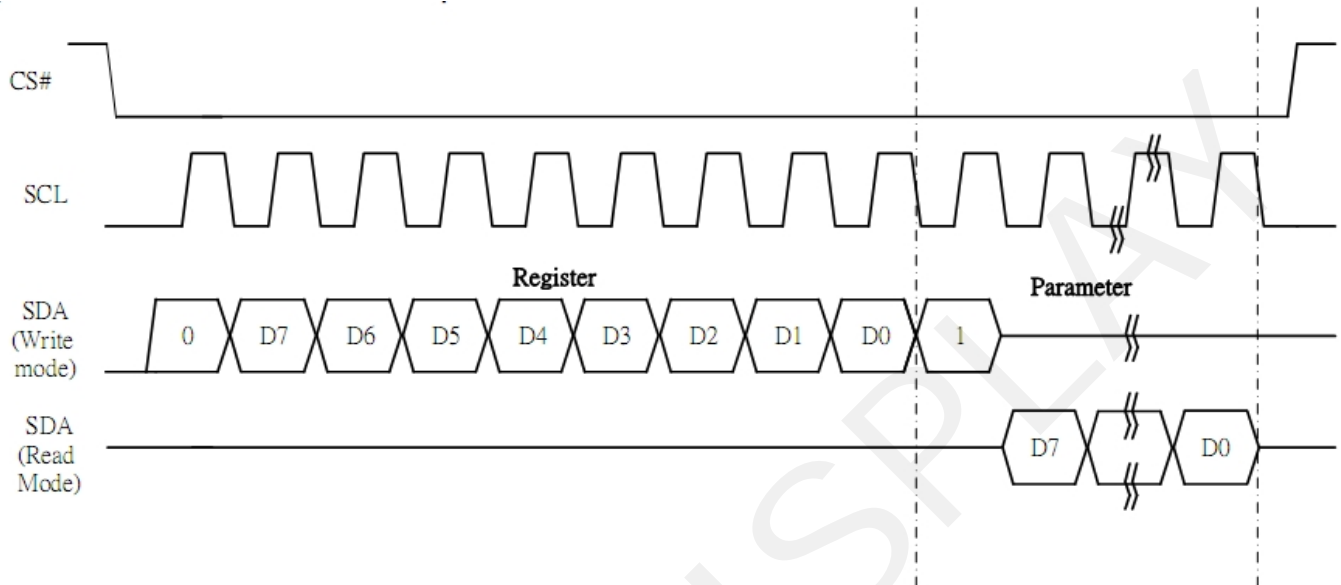 CS#
SCL
Register
Parameter
SDA
(Write
mode)
0 D7 D6 D5 D4 D3 D2 D1 D0 1
SDA
(Read
Mode)
D7 D0
SPLAY